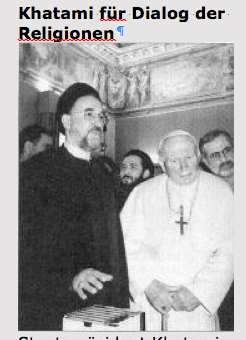 Khatami für Dialog der
Religionen¶